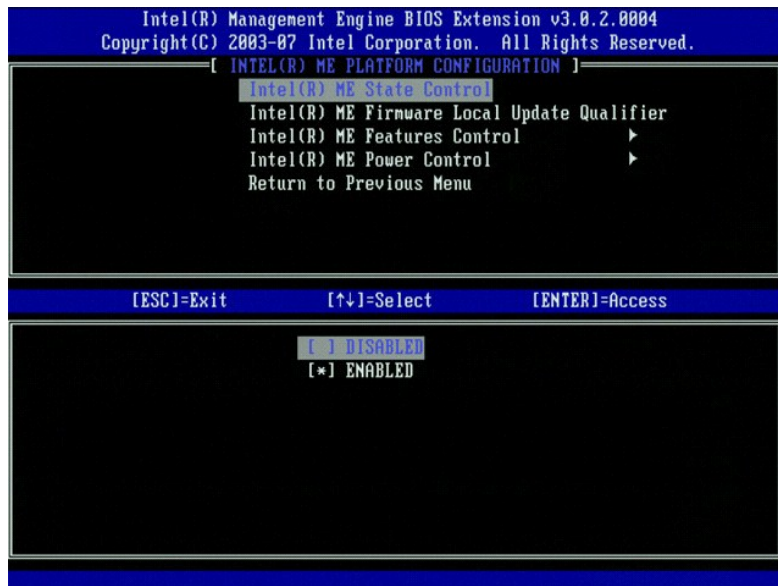 Intel(R) Management Engine BIOS Extension v3.0.2.0004
Copyright(C) 2003-07 Intel Corporation. All Rights Reserved.
[ INTEL(R) ME PLATFORM CONFIGURATION ]
Intel(R) ME State Control
Intel(R) ME Firmware Local Update Qualifier
Intel(R) ME Features Control ►
Intel(R) ME Power Control ►
Return to Previous Menu
[ESC]=Exit [↑↓]=Select [ENTER]=Access
[ ] DISABLED
[*] ENABLED